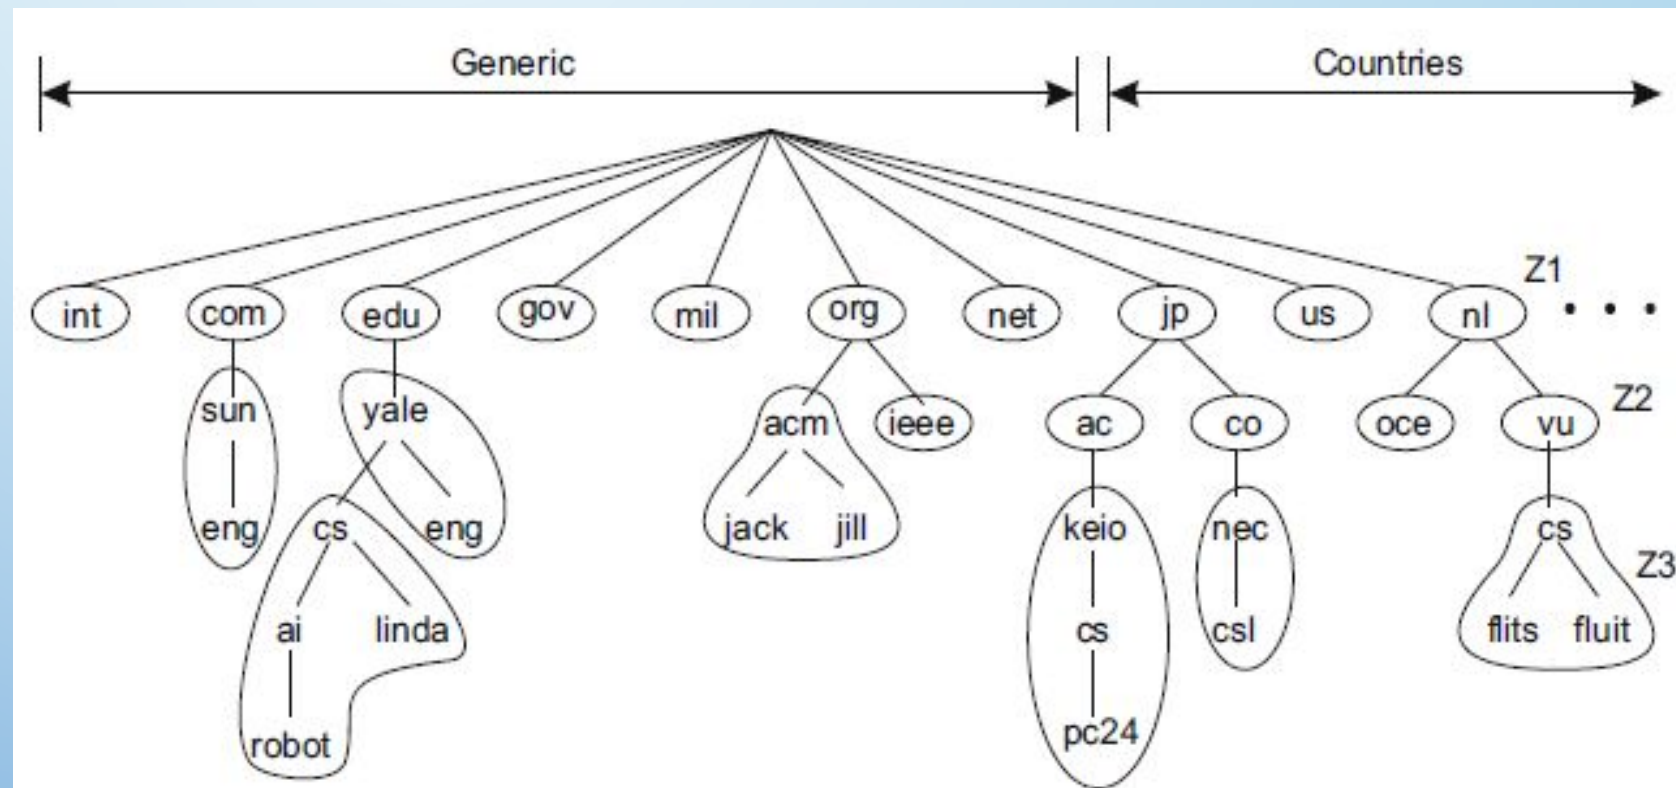 Generic Countries
Z1
int com edu gov mil org net jp us nl • • •
sun yale acm ieee ac co oce vu Z2
eng cs eng jack jill keio nec cs
Z3
ai linda cs csl flits fluit
robot pc24